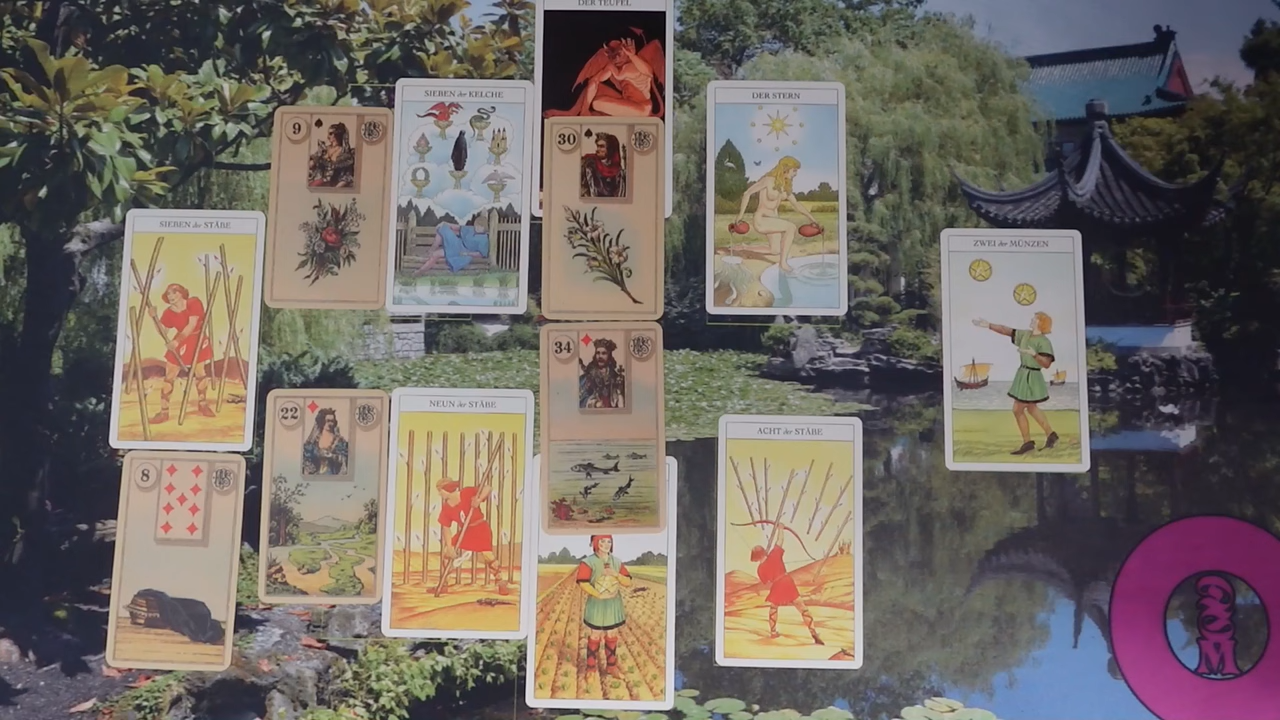 DER TEUFEL
SIEBEN der KELCHE
DER STERN
9
30
SIEBEN der STÄBE
ZWEI der MÜNZEN
34
22
NEUN der STÄBE
ACHT der STÄBE
8